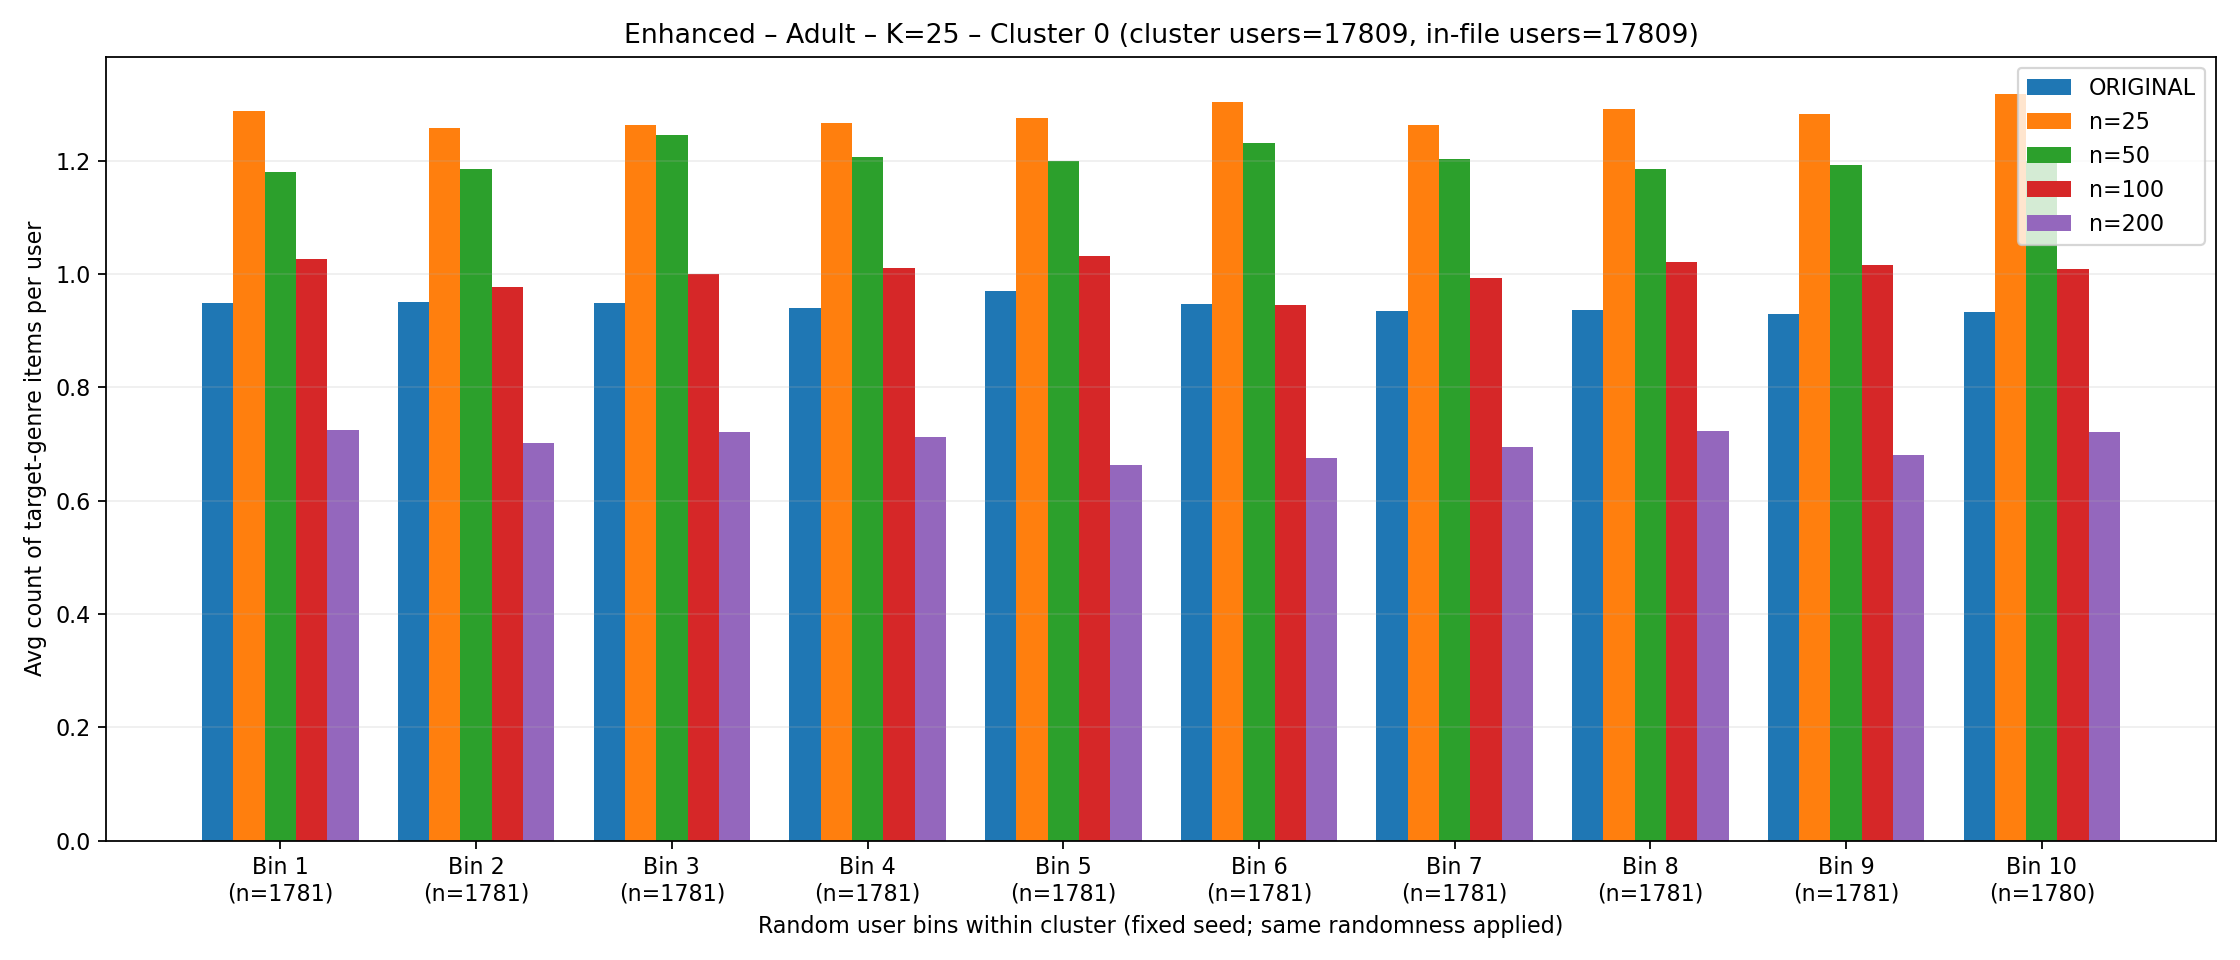 Enhanced – Adult – K=25 – Cluster 0 (cluster users=17809, in-file users=17809)
ORIGINAL
n=25
n=50
n=100
n=200
Avg count of target-genre items per user
1.2
1.0
0.8
0.6
0.4
0.2
0.0
Bin 1 Bin 2 Bin 3 Bin 4 Bin 5 Bin 6 Bin 7 Bin 8 Bin 9 Bin 10
(n=1781) (n=1781) (n=1781) (n=1781) (n=1781) (n=1781) (n=1781) (n=1781) (n=1781) (n=1780)
Random user bins within cluster (fixed seed; same randomness applied)